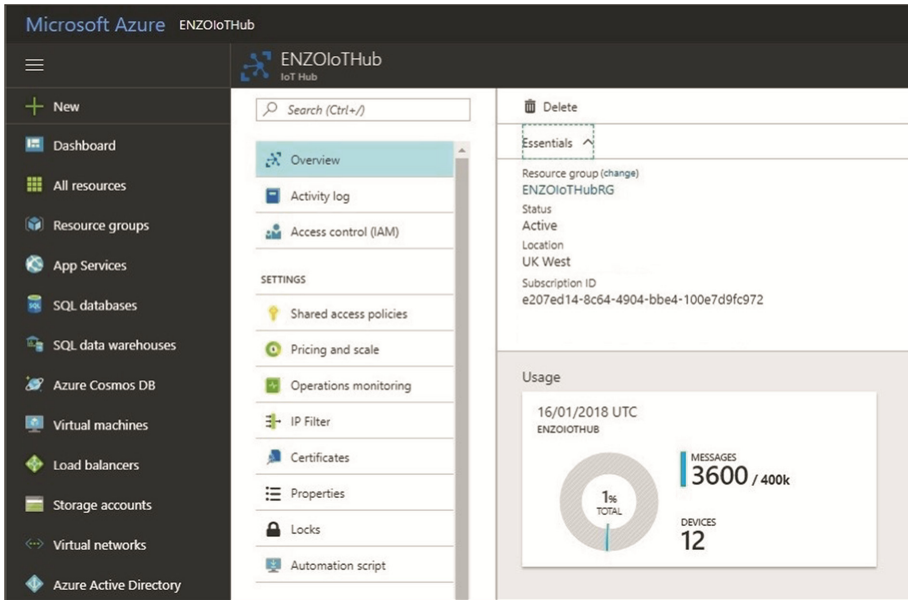 Microsoft Azure ENZOIoTHub
ENZOIoTHub
IoT Hub
New
Dashboard
All resources
Resource groups
App Services
SQL databases
SQL data warehouses
Azure Cosmos DB
Virtual machines
Load balancers
Storage accounts
Virtual networks
Azure Active Directory
Search (Ctrl+/)
Overview
Activity log
Access control (IAM)
SETTINGS
Shared access policies
Pricing and scale
Operations monitoring
IP Filter
Certificates
Properties
Locks
Automation script
Delete
Essentials
Resource group (change)
ENZOIoTHubRG
Status
Active
Location
UK West
Subscription ID
e207ed14-8c64-4904-bbe4-100e7d9fc972
Usage
16/01/2018 UTC
ENZOIOTHUB
1%
TOTAL
MESSAGES
3600 / 400k
DEVICES
12